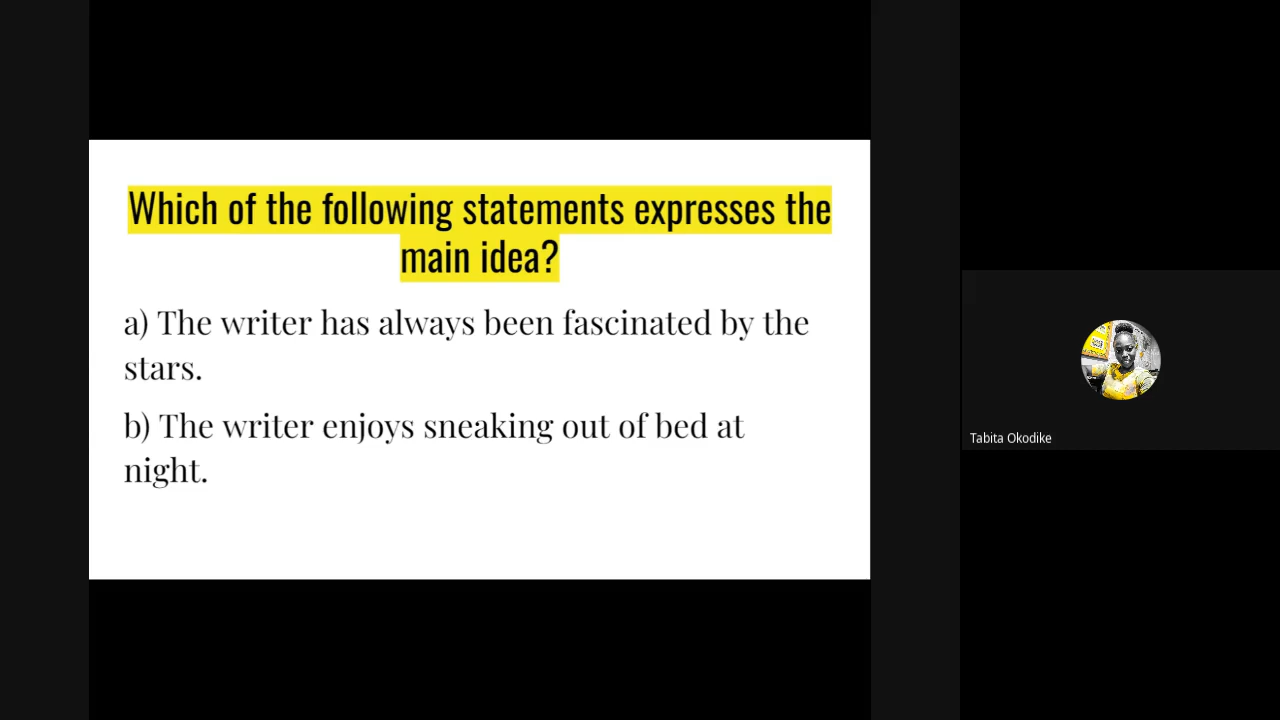 Which of the following statements expresses the
main idea?
a) The writer has always been fascinated by the
stars.
b) The writer enjoys sneaking out of bed at
night.
Tabita Okodike